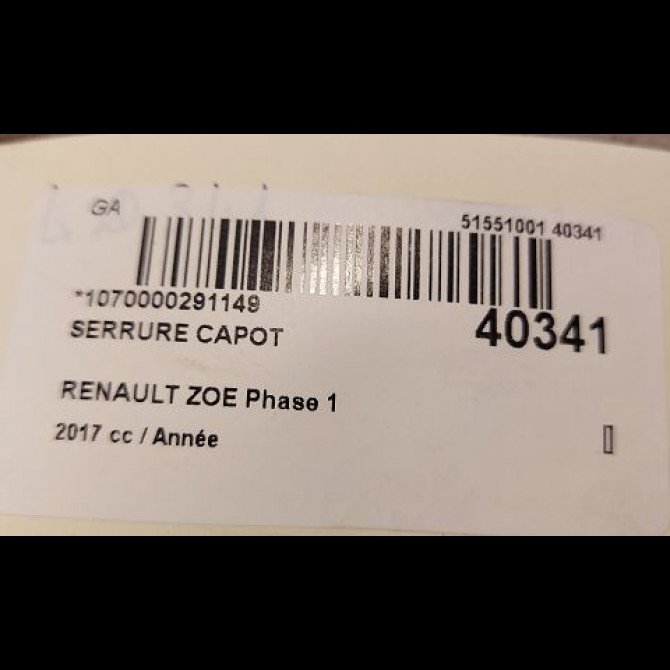 GA
51551001 40341
*1070000291149
40341
SERRURE CAPOT
RENAULT ZOE Phase 1
2017 cc / Année